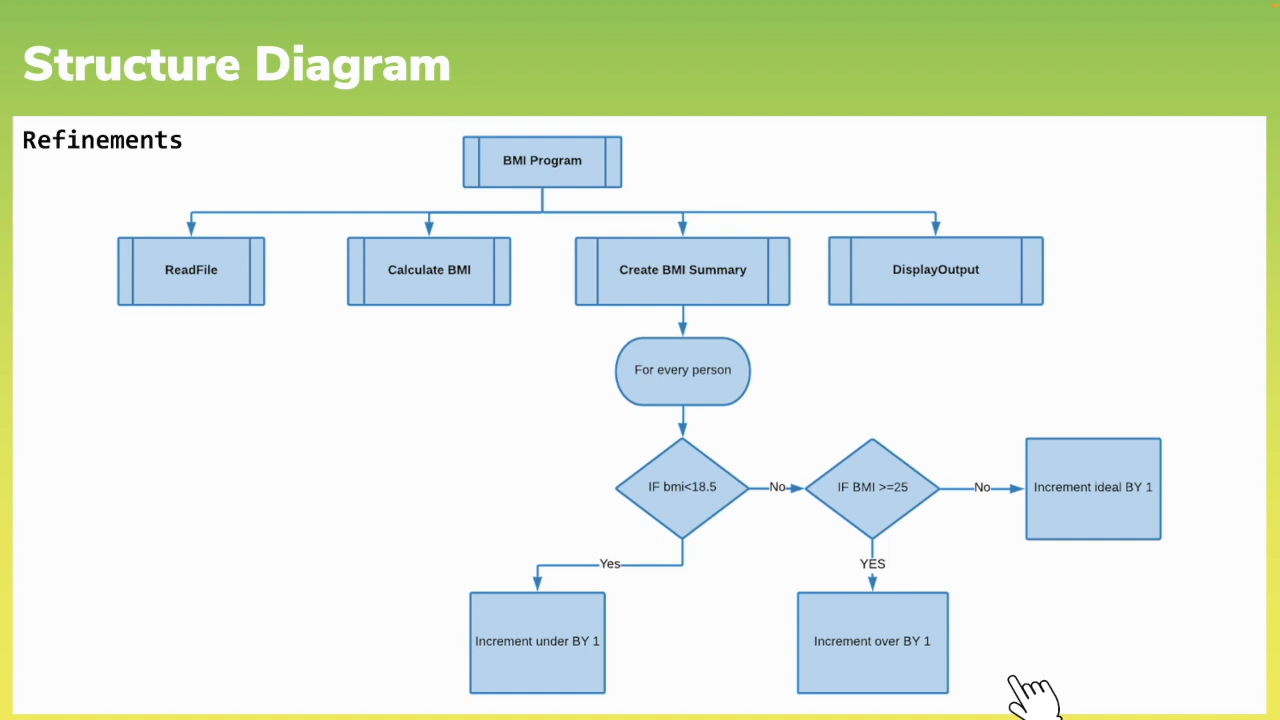 Structure Diagram
Refinements
BMI Program
ReadFile
Calculate BMI
Create BMI Summary
DisplayOutput
For every person
IF bmi<18.5
No
IF BMI >=25
No
Increment ideal BY 1
Yes
YES
Increment under BY 1
Increment over BY 1